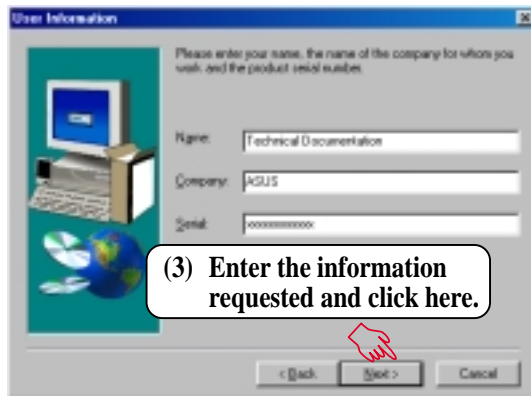 User Information
Please enter your name, the name of the company for whom you
work and the product serial number.
Name: Technical Documentation
Company: ASUS
Serial: xxxxxxxxxxxx
(3) Enter the information
requested and click here.
< Back Next > Cancel